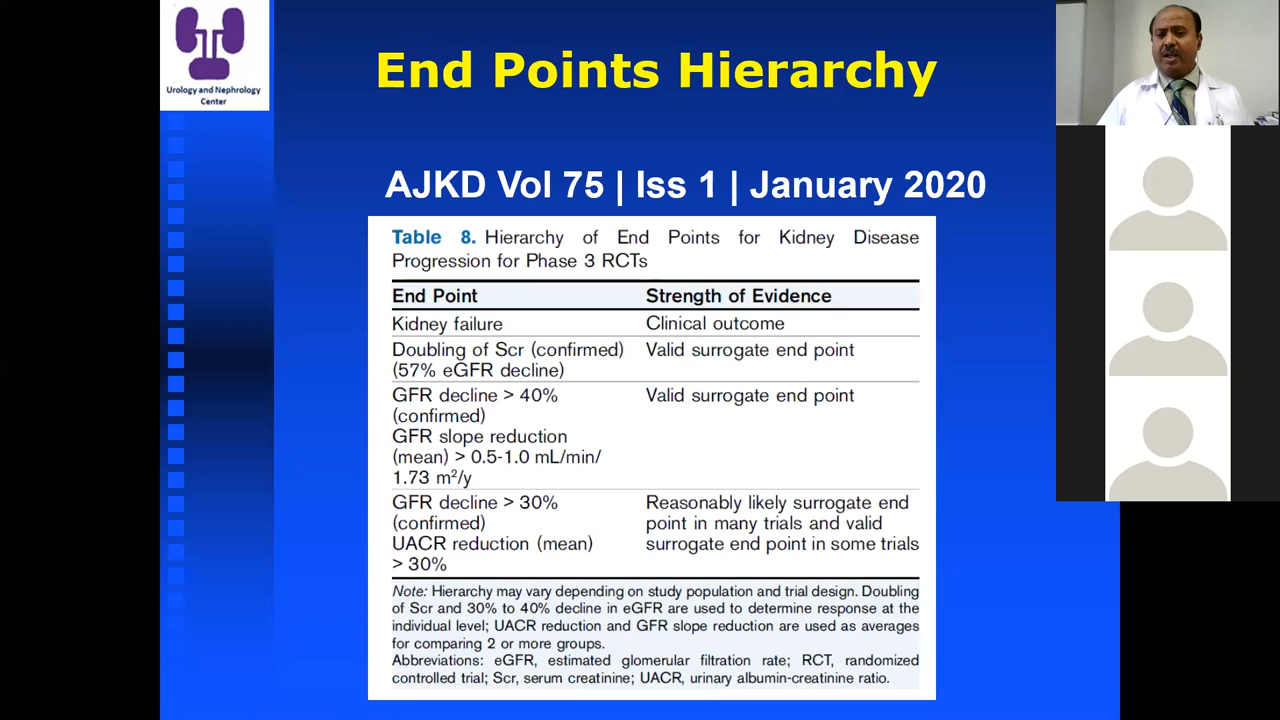 Urology and Nephrology
Center
End Points Hierarchy
AJKD Vol 75 | Iss 1 | January 2020
Table 8. Hierarchy of End Points for Kidney Disease
Progression for Phase 3 RCTs
End Point Strength of Evidence
Kidney failure Clinical outcome
Doubling of Scr (confirmed) Valid surrogate end point
(57% eGFR decline)
GFR decline > 40% Valid surrogate end point
(confirmed)
GFR slope reduction
(mean) > 0.5-1.0 mL/min/
1.73 m²/y
GFR decline > 30% Reasonably likely surrogate end
(confirmed) point in many trials and valid
UACR reduction (mean) surrogate end point in some trials
> 30%
Note: Hierarchy may vary depending on study population and trial design. Doubling
of Scr and 30% to 40% decline in eGFR are used to determine response at the
individual level; UACR reduction and GFR slope reduction are used as averages
for comparing 2 or more groups.
Abbreviations: eGFR, estimated glomerular filtration rate; RCT, randomized
controlled trial; Scr, serum creatinine; UACR, urinary albumin-creatinine ratio.